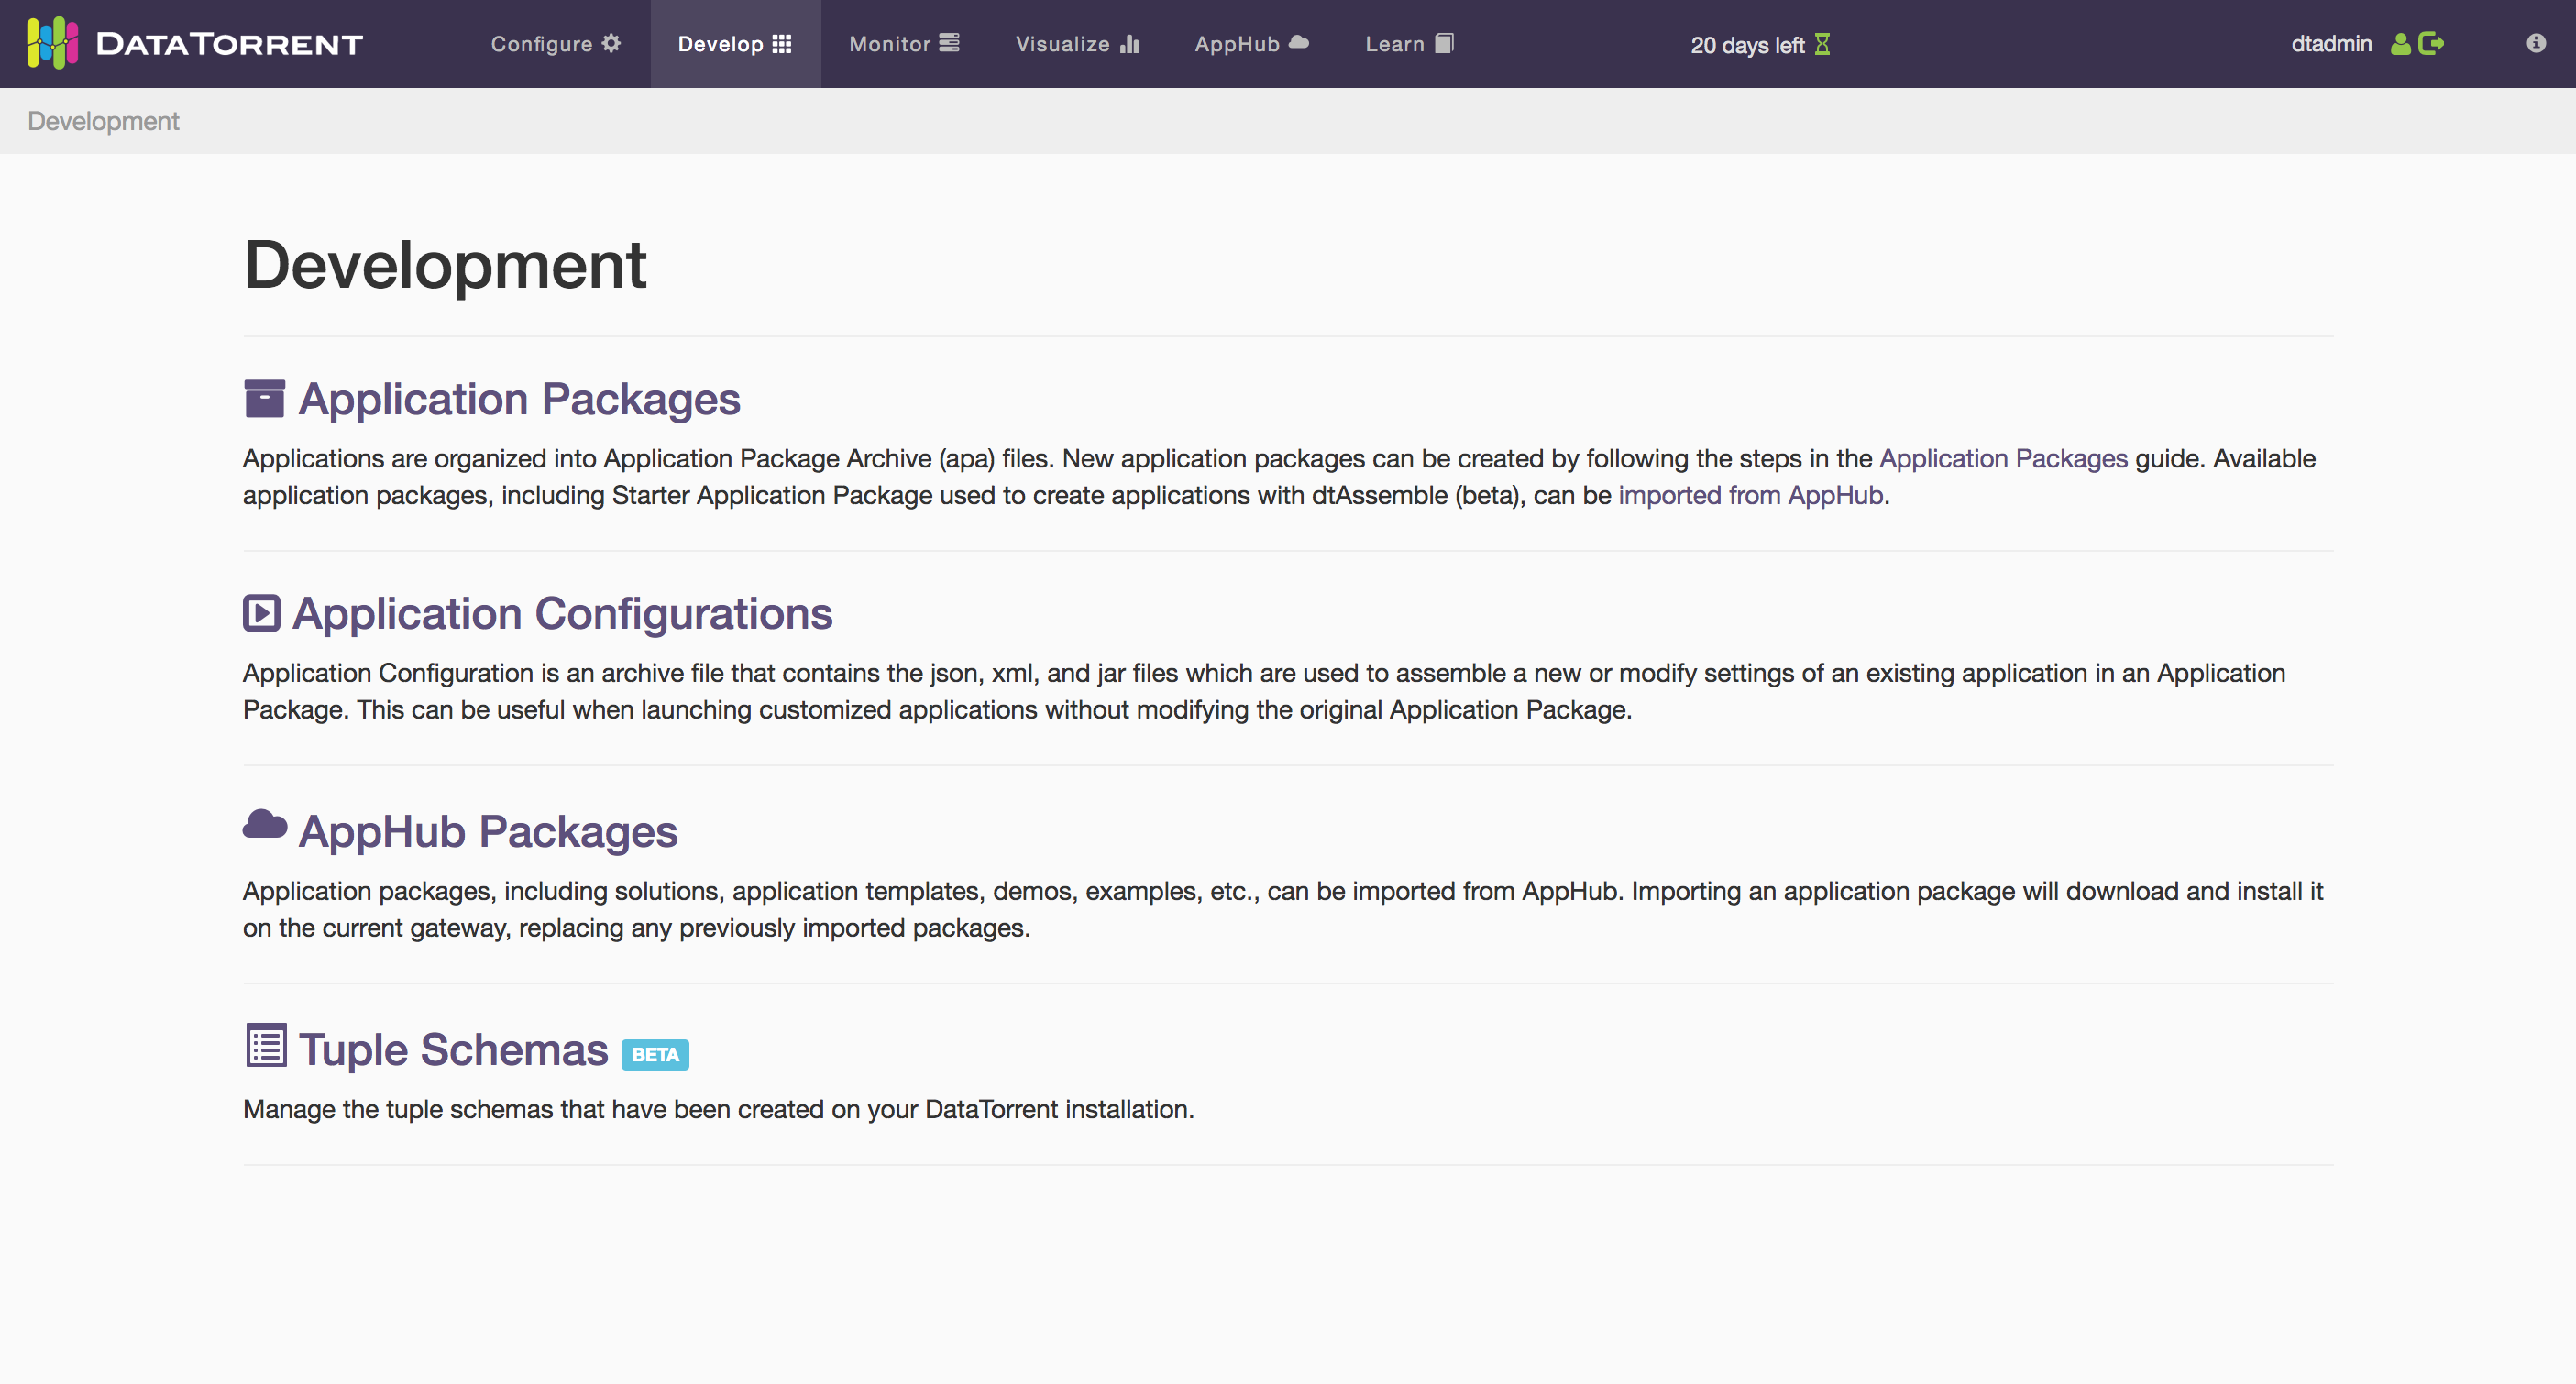 DATATORRENT Configure Develop Monitor Visualize AppHub Learn 20 days left dtadmin
Development
Development
Application Packages
Applications are organized into Application Package Archive (apa) files. New application packages can be created by following the steps in the Application Packages guide. Available
application packages, including Starter Application Package used to create applications with dtAssemble (beta), can be imported from AppHub.
Application Configurations
Application Configuration is an archive file that contains the json, xml, and jar files which are used to assemble a new or modify settings of an existing application in an Application
Package. This can be useful when launching customized applications without modifying the original Application Package.
AppHub Packages
Application packages, including solutions, application templates, demos, examples, etc., can be imported from AppHub. Importing an application package will download and install it
on the current gateway, replacing any previously imported packages.
Tuple Schemas BETA
Manage the tuple schemas that have been created on your DataTorrent installation.